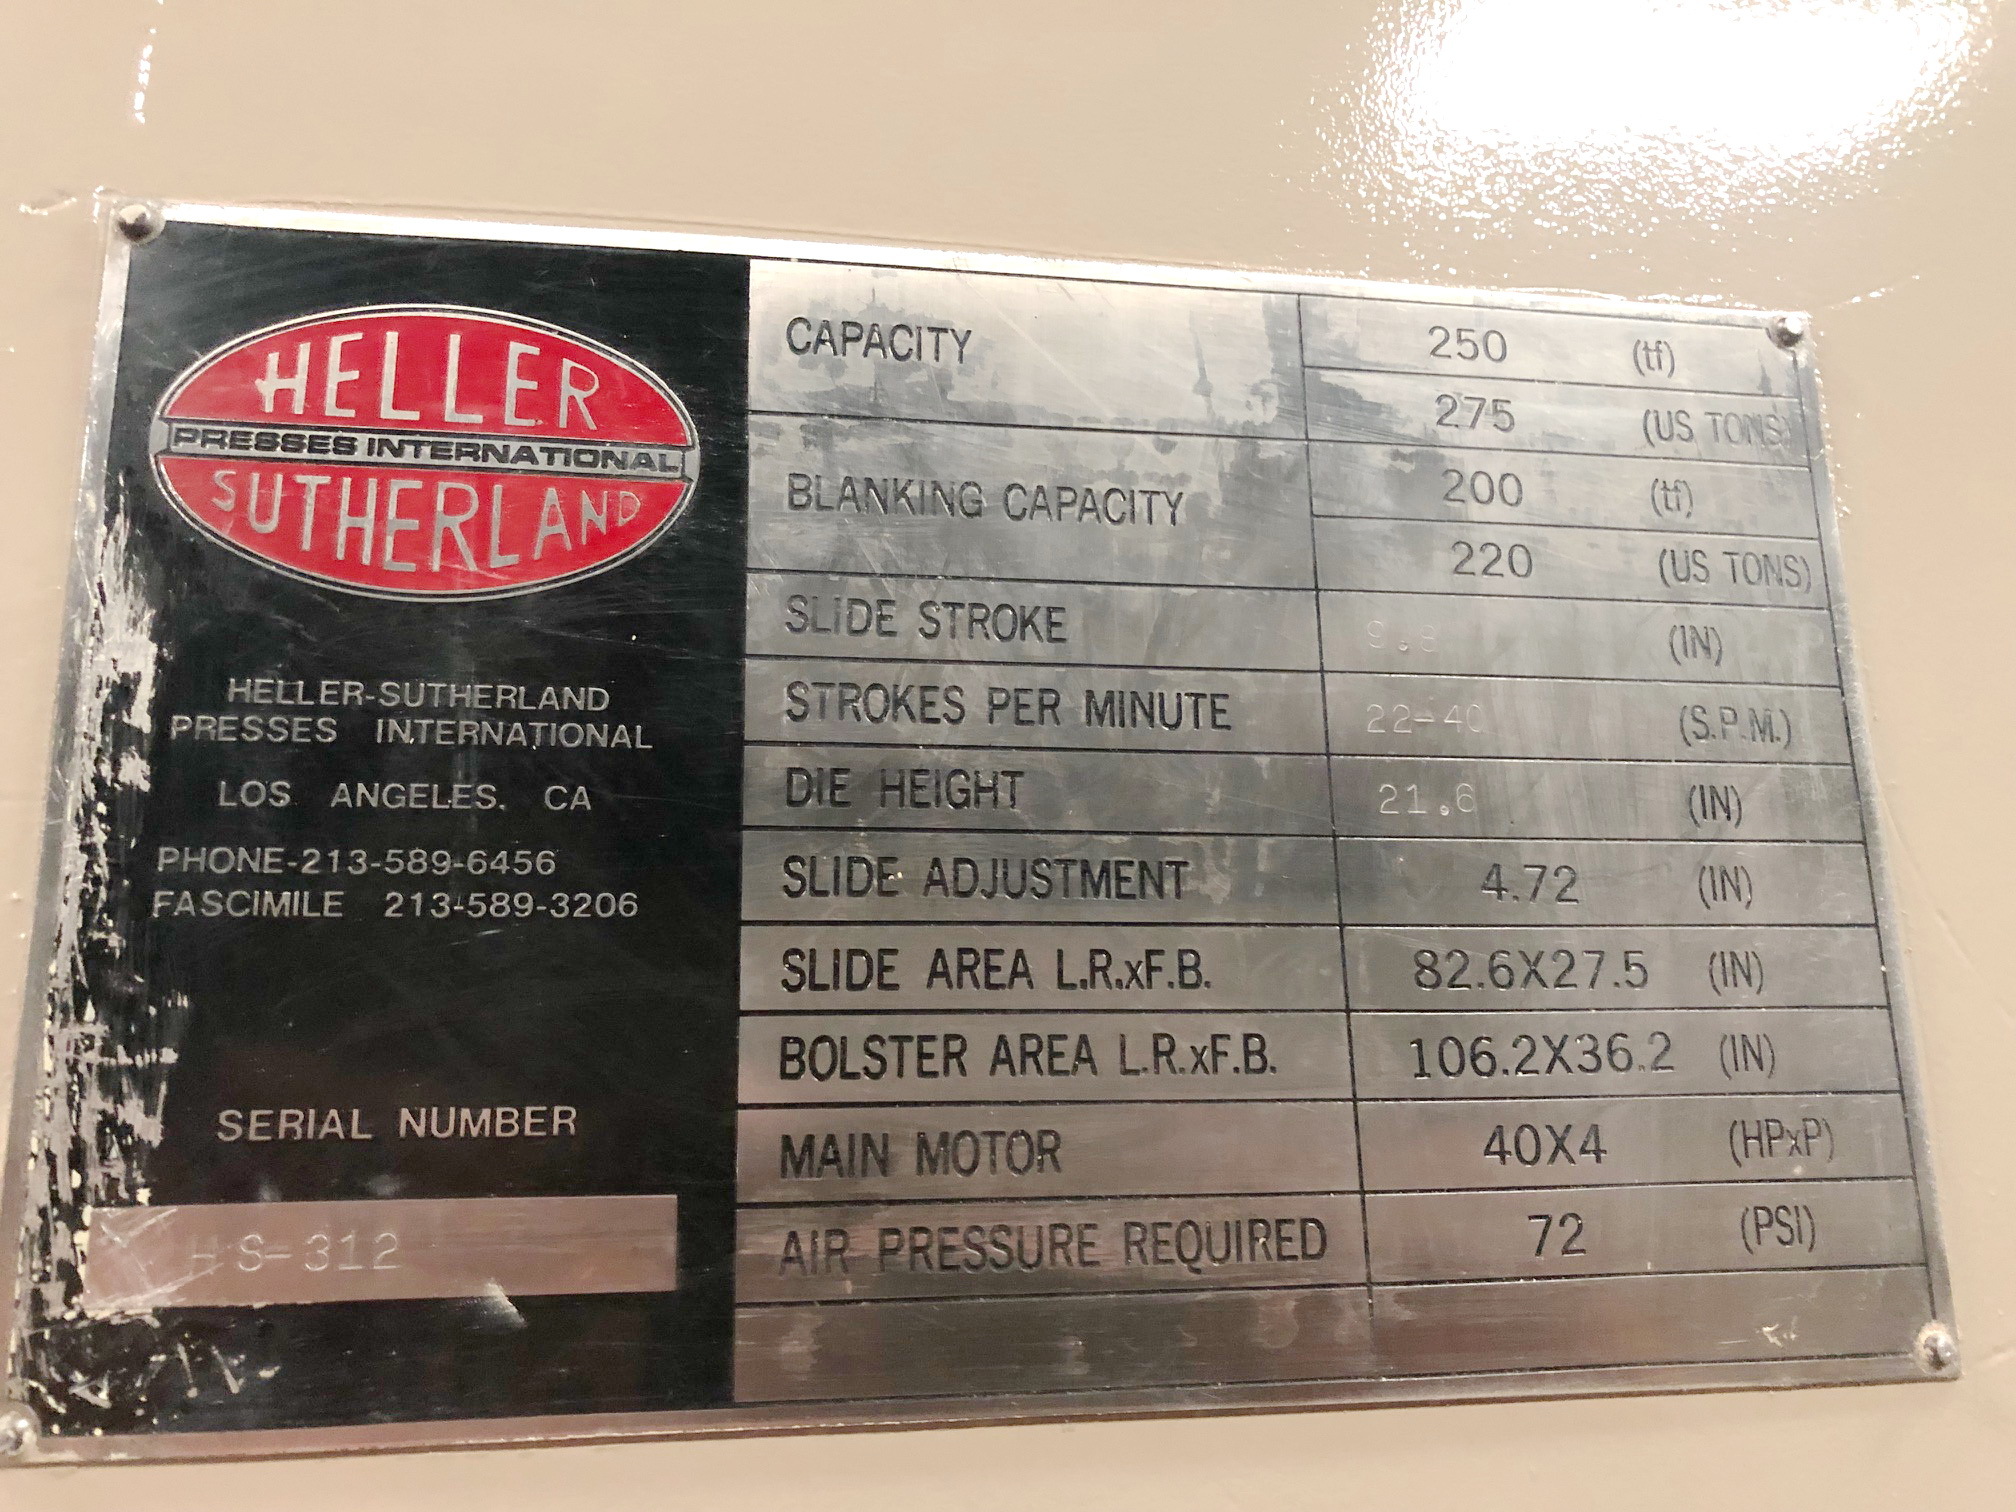 HELLER
PRESSES INTERNATIONAL
SUTHERLAND
HELLER-SUTHERLAND
PRESSES INTERNATIONAL
LOS ANGELES. CA
PHONE-213-589-6456
FASCIMILE 213-589-3206
SERIAL NUMBER
HS-312
CAPACITY 250 (tf)
275 (US TONS)
BLANKING CAPACITY 200 (tf)
220 (US TONS)
SLIDE STROKE 9.8 (IN)
STROKES PER MINUTE 22-40 (S.P.M.)
DIE HEIGHT 21.6 (IN)
SLIDE ADJUSTMENT 4.72 (IN)
SLIDE AREA L.R.xF.B. 82.6X27.5 (IN)
BOLSTER AREA L.R.xF.B. 106.2X36.2 (IN)
MAIN MOTOR 40X4 (HPxP)
AIR PRESSURE REQUIRED 72 (PSI)